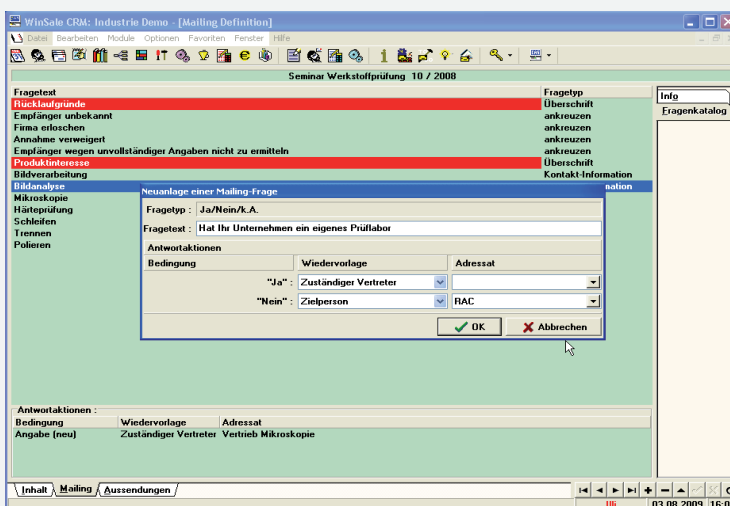 WinSale CRM: Industrie Demo - [Mailing Definition]
Datei Bearbeiten Module Optionen Favoriten Fenster Hilfe
Seminar Werkstoffprüfung 10 / 2008
Fragetext Fragetyp
Rücklaufgründe Überschrift
Empfänger unbekannt ankreuzen
Firma erloschen ankreuzen
Annahme verweigert ankreuzen
Empfänger wegen unvollständiger Angaben nicht zu ermitteln ankreuzen
Produktinteresse Überschrift
Bildverarbeitung Kontakt-Information
Bildanalyse
Mikroskopie
Härteprüfung
Schleifen
Trennen
Polieren
Info
Fragenkatalog
Neuanlage einer Mailing-Frage
Fragetyp : Ja/Nein/k.A.
Fragetext : Hat Ihr Unternehmen ein eigenes Prüflabor
Antwortaktionen
Bedingung Wiedervorlage Adressat
"Ja" : Zuständiger Vertreter
"Nein" : Zielperson RAC
OK Abbrechen
Antwortaktionen :
Bedingung Wiedervorlage Adressat
Angabe (neu) Zuständiger Vertreter Vertrieb Mikroskopie
Inhalt Mailing Aussendungen
Uli 03.08.2009